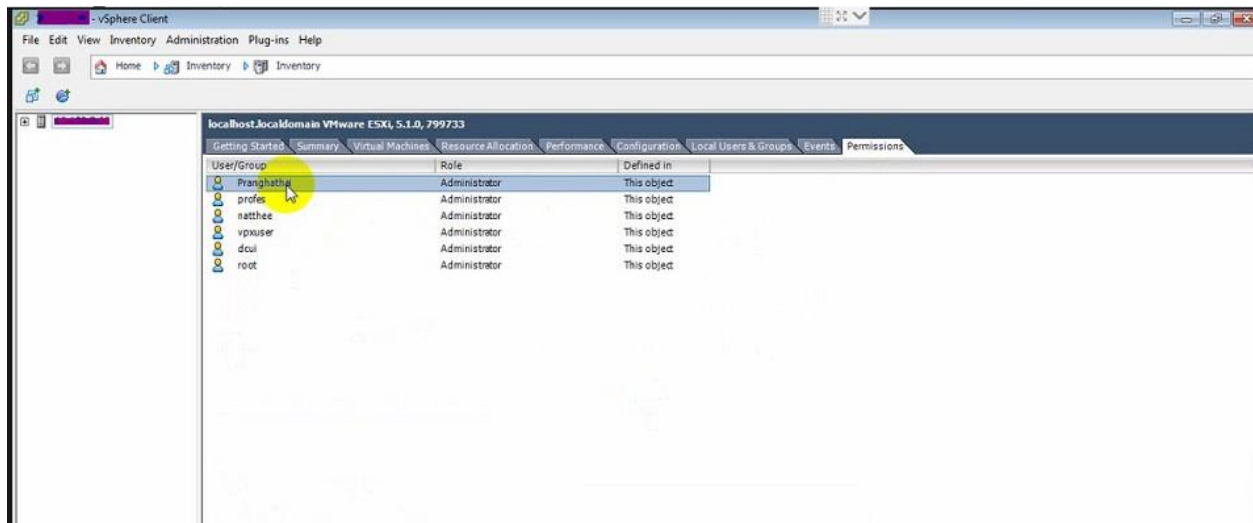 - vSphere Client
File Edit View Inventory Administration Plug-ins Help
Home Inventory Inventory
localhost.localdomain VMware ESXi, 5.1.0, 799733
Getting Started Summary Virtual Machines Resource Allocation Performance Configuration Local Users & Groups Events Permissions
User/Group Role Defined in
Pranghathai Administrator This object
profes Administrator This object
natthee Administrator This object
vpxuser Administrator This object
dcui Administrator This object
root Administrator This object